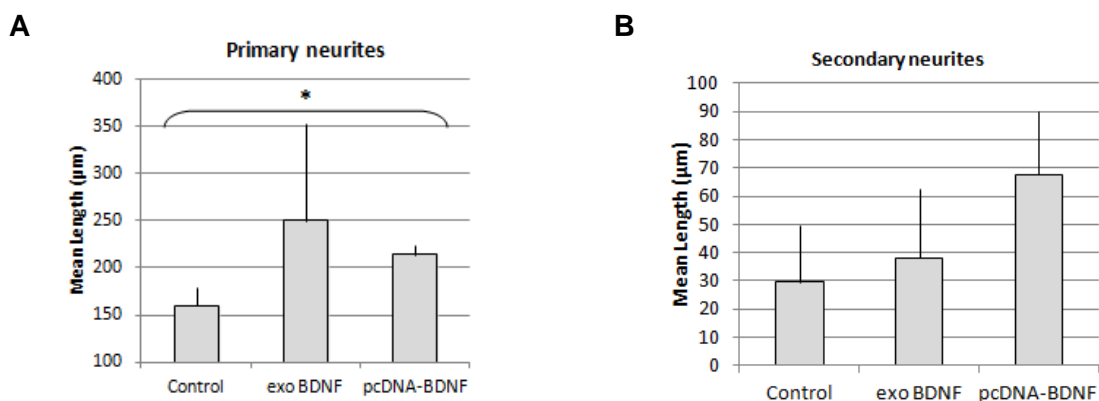 A
Primary neurites
Mean Length (μm)
400
350
300
250
200
150
100
*
Control
exo BDNF
pcDNA-BDNF
B
Secondary neurites
Mean Length (μm)
100
90
80
70
60
50
40
30
20
10
0
Control
exo BDNF
pcDNA-BDNF